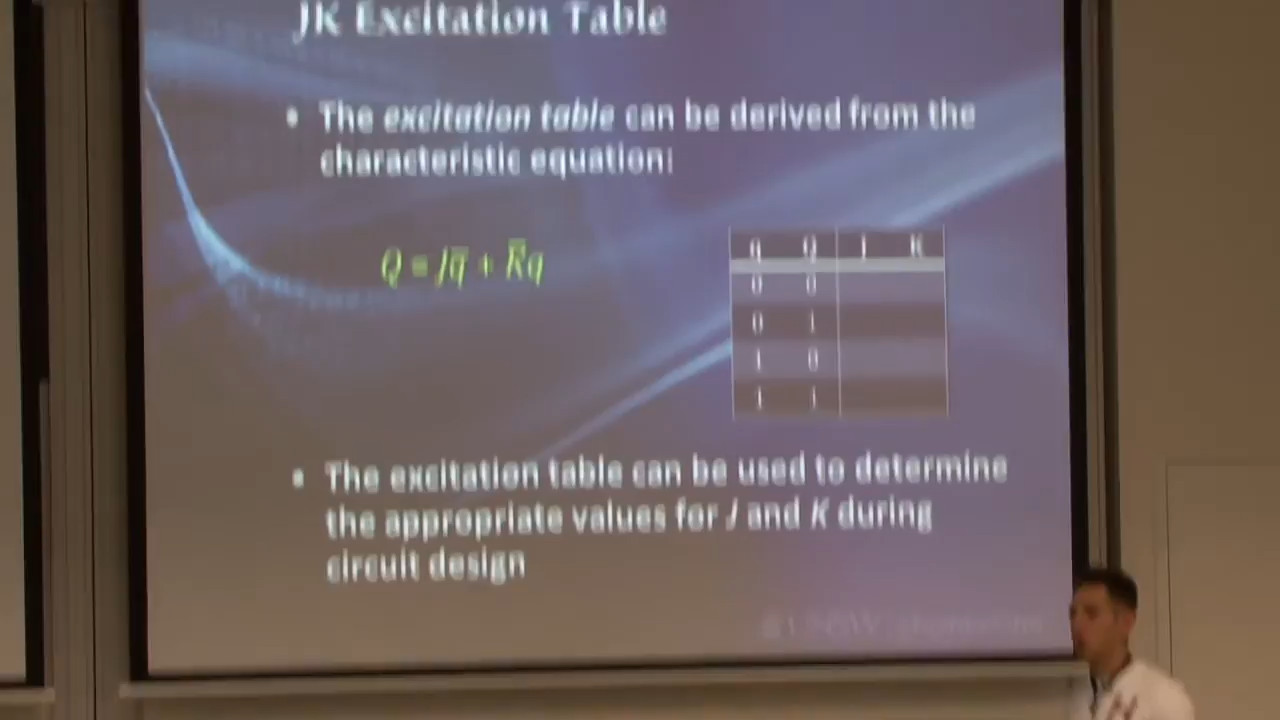 JK Excitation Table
• The excitation table can be derived from the
characteristic equation:
Q = Jq̅ + K̅q
q Q J K
0 0
0 1
1 0
1 1
• The excitation table can be used to determine
the appropriate values for J and K during
circuit design